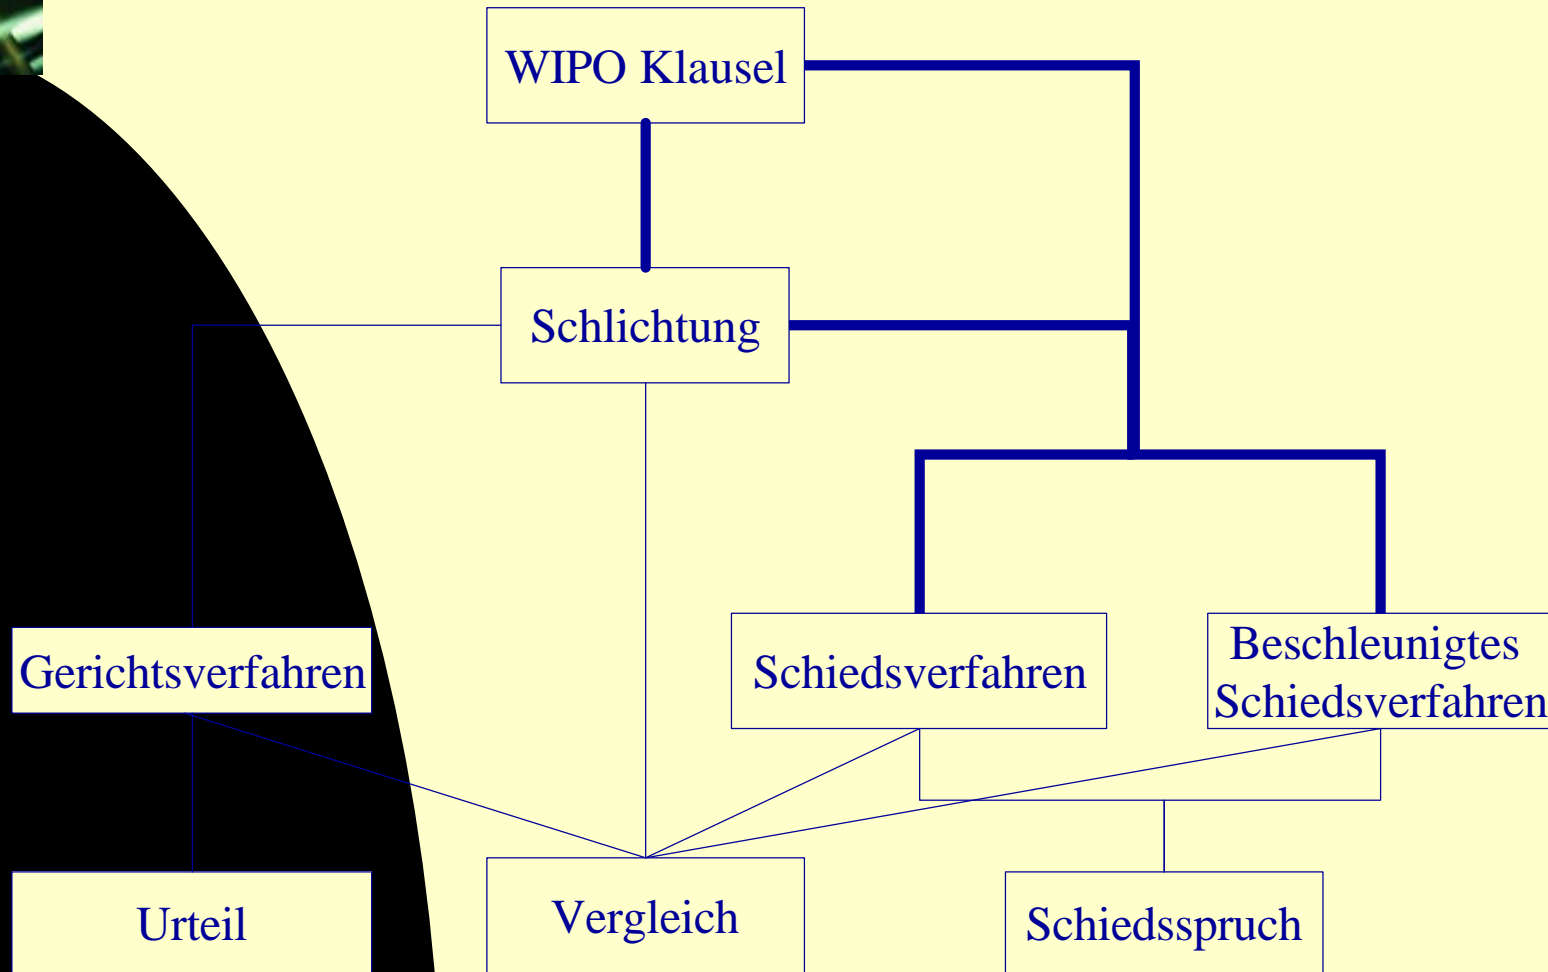 WIPO Klausel
Schlichtung
Gerichtsverfahren
Schiedsverfahren
Beschleunigtes
Schiedsverfahren
Urteil
Vergleich
Schiedsspruch